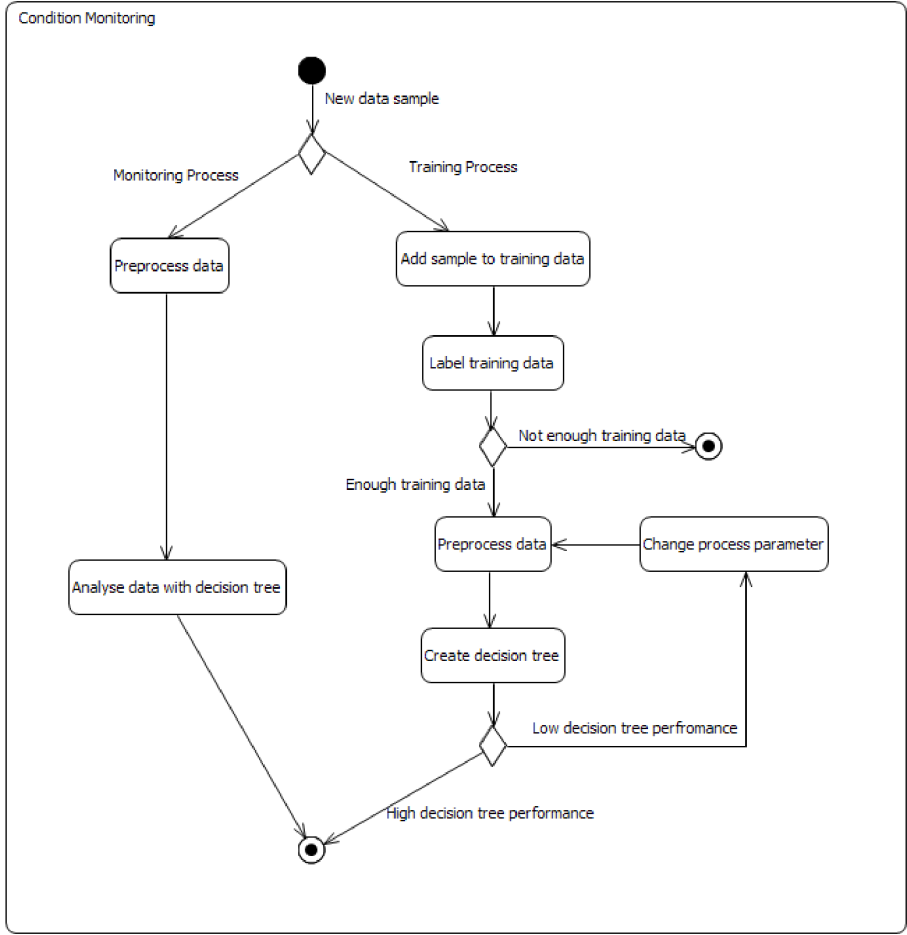 Condition Monitoring
New data sample
Training Process
Monitoring Process
Add sample to training data
Preprocess data
Label training data
Not enough training data
Enough training data
Preprocess data
Change process parameter
Analyse data with decision tree
Create decision tree
Low decision tree perfromance
High decision tree performance